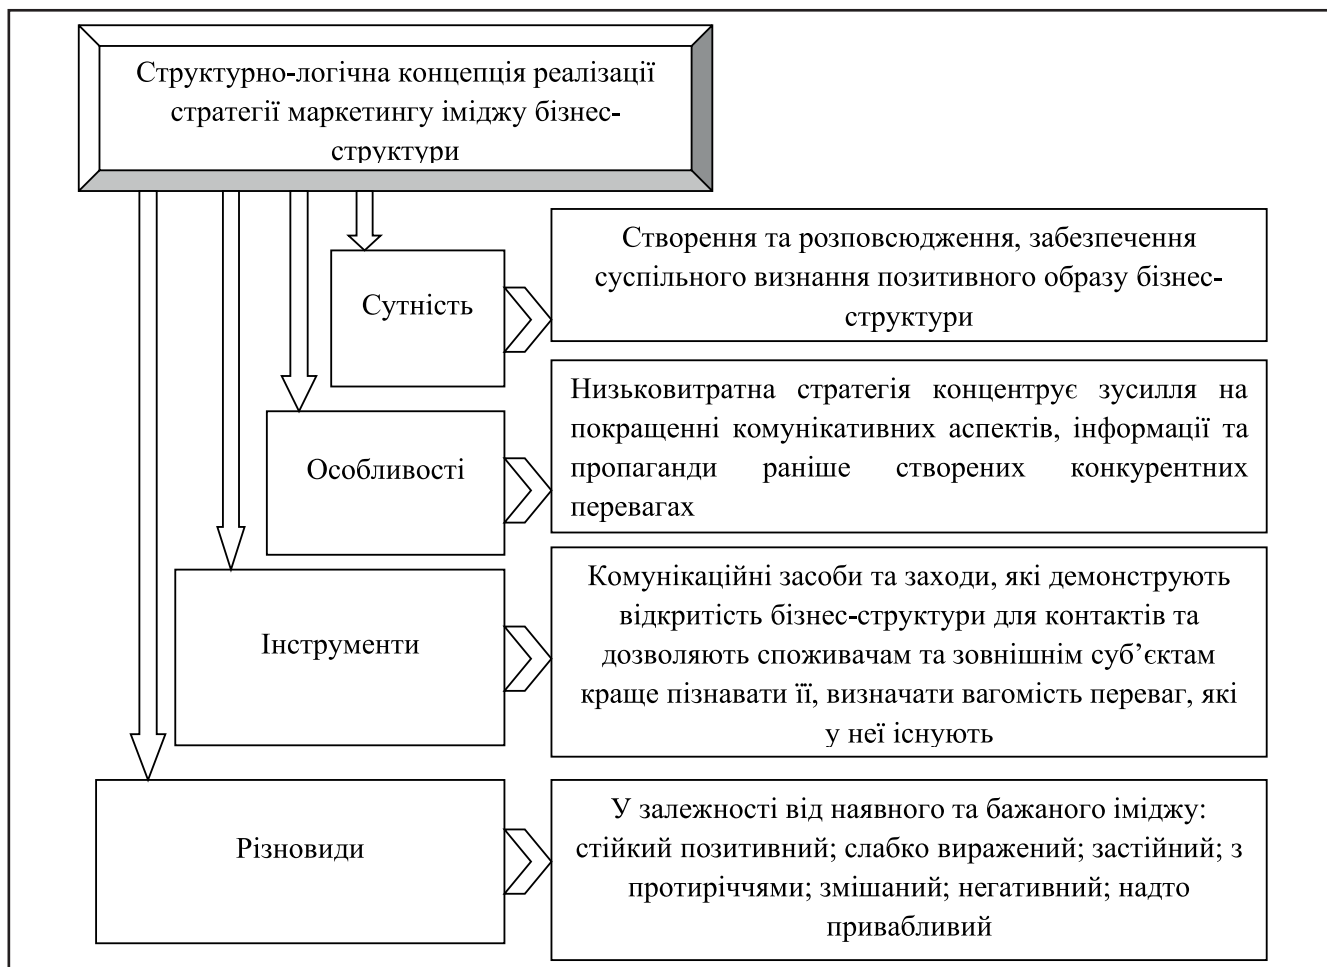 Структурно-логічна концепція реалізації
стратегії маркетингу іміджу бізнес-
структури
Сутність
Створення та розповсюдження, забезпечення
суспільного визнання позитивного образу бізнес-
структури
Особливості
Низьковитратна стратегія концентрує зусилля на
покращенні комунікативних аспектів, інформації та
пропаганди раніше створених конкурентних
перевагах
Інструменти
Комунікаційні засоби та заходи, які демонструють
відкритість бізнес-структури для контактів та
дозволяють споживачам та зовнішнім суб’єктам
краще пізнавати її, визначати вагомість переваг, які
у неї існують
Різновиди
У залежності від наявного та бажаного іміджу:
стійкий позитивний; слабко виражений; застійний; з
протиріччями; змішаний; негативний; надто
привабливий